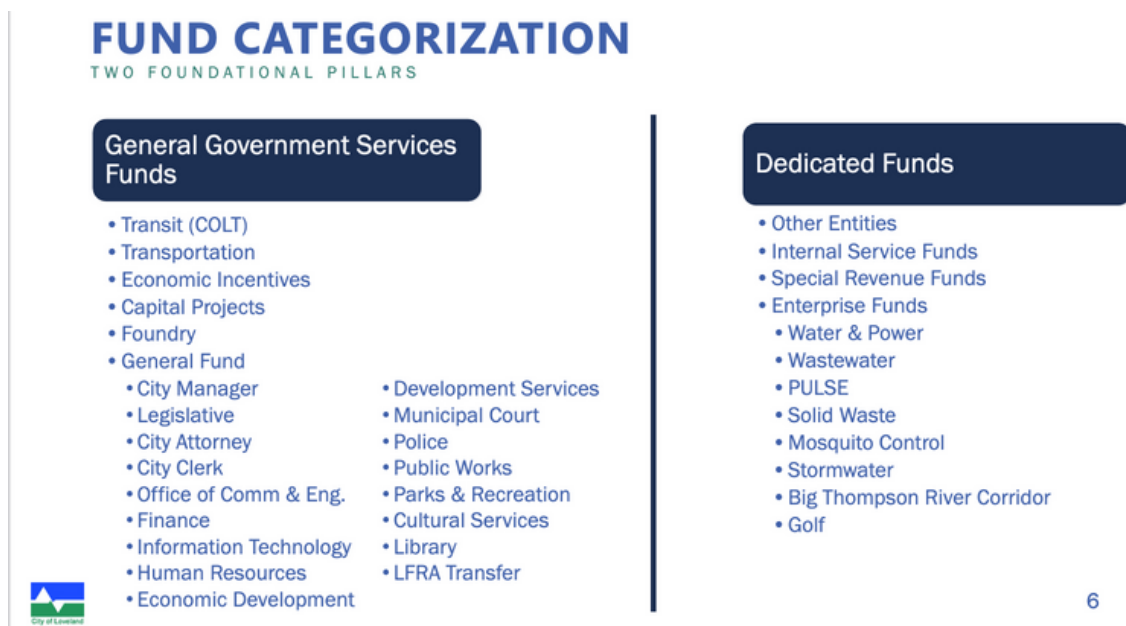 FUND CATEGORIZATION
TWO FOUNDATIONAL PILLARS
General Government Services
Funds
• Transit (COLT)
• Transportation
• Economic Incentives
• Capital Projects
• Foundry
• General Fund
• City Manager
• Legislative
• City Attorney
• City Clerk
• Office of Comm & Eng.
• Finance
• Information Technology
• Human Resources
• Economic Development
• Development Services
• Municipal Court
• Police
• Public Works
• Parks & Recreation
• Cultural Services
• Library
• LFRA Transfer
Dedicated Funds
• Other Entities
• Internal Service Funds
• Special Revenue Funds
• Enterprise Funds
• Water & Power
• Wastewater
• PULSE
• Solid Waste
• Mosquito Control
• Stormwater
• Big Thompson River Corridor
• Golf
City of Loveland
6